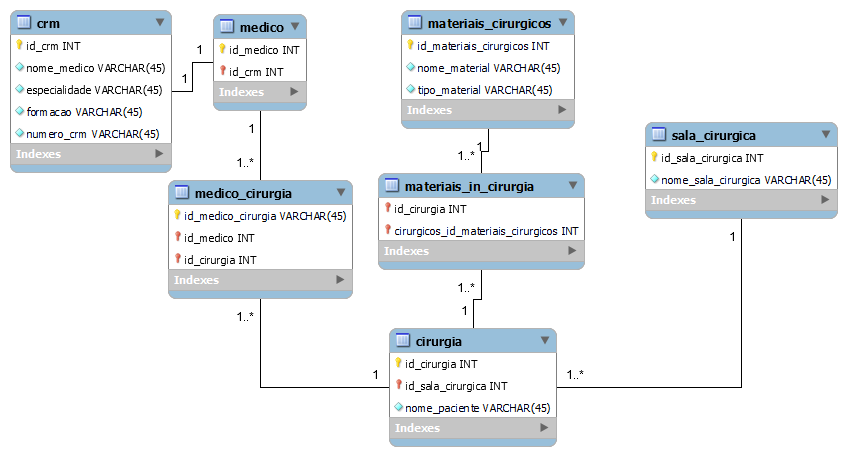 crm
id_crm INT
nome_medico VARCHAR(45)
especialidade VARCHAR(45)
formacao VARCHAR(45)
numero_crm VARCHAR(45)
Indexes
1
1
medico
id_medico INT
id_crm INT
Indexes
1
1..*
materiais_cirurgicos
id_materiais_cirurgicos INT
nome_material VARCHAR(45)
tipo_material VARCHAR(45)
Indexes
1
1..*
sala_cirurgica
id_sala_cirurgica INT
nome_sala_cirurgica VARCHAR(45)
Indexes
1
medico_cirurgia
id_medico_cirurgia VARCHAR(45)
id_medico INT
id_cirurgia INT
Indexes
1..*
materiais_in_cirurgia
id_cirurgia INT
cirurgicos_id_materiais_cirurgicos INT
Indexes
1..*
1
cirurgia
id_cirurgia INT
id_sala_cirurgica INT
nome_paciente VARCHAR(45)
Indexes
1
1..*